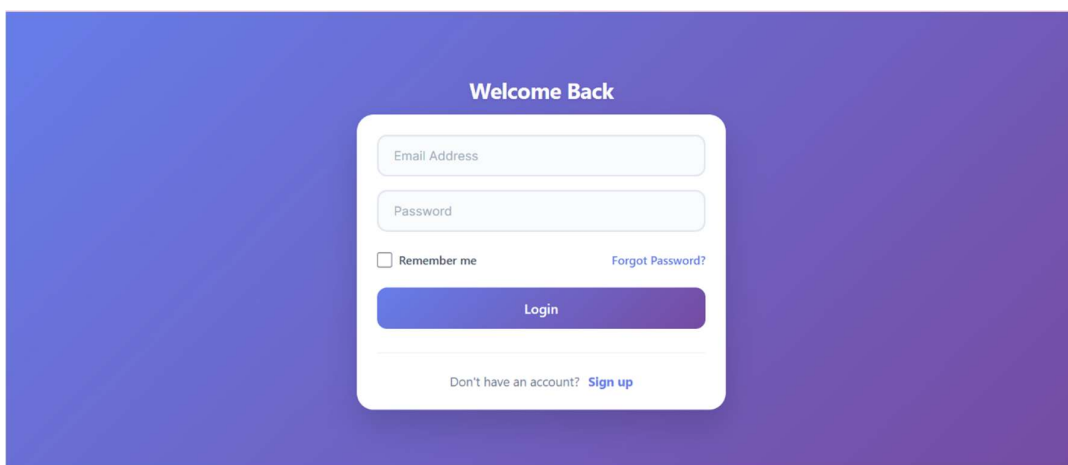 Welcome Back
Email Address
Password
Remember me Forgot Password?
Login
Don't have an account? Sign up